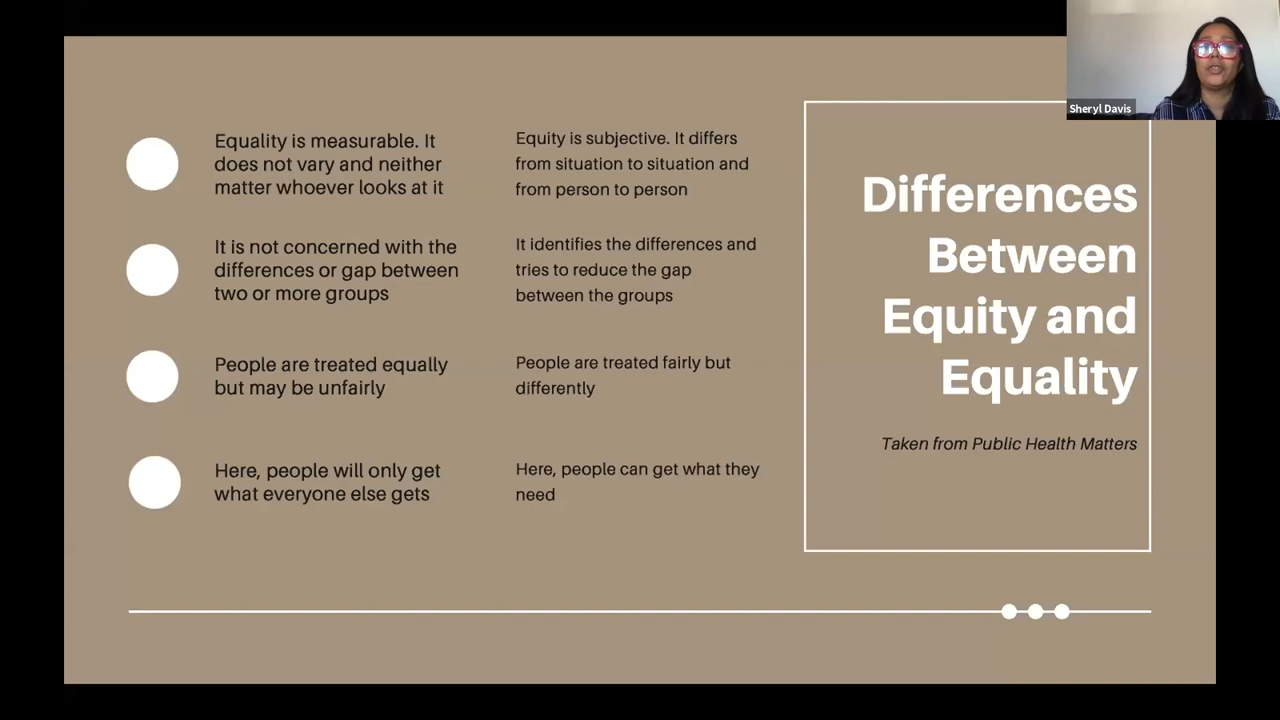 Sheryl Davis
Equality is measurable. It
does not vary and neither
matter whoever looks at it
Equity is subjective. It differs
from situation to situation and
from person to person
It is not concerned with the
differences or gap between
two or more groups
It identifies the differences and
tries to reduce the gap
between the groups
People are treated equally
but may be unfairly
People are treated fairly but
differently
Here, people will only get
what everyone else gets
Here, people can get what they
need
Differences
Between
Equity and
Equality
Taken from Public Health Matters